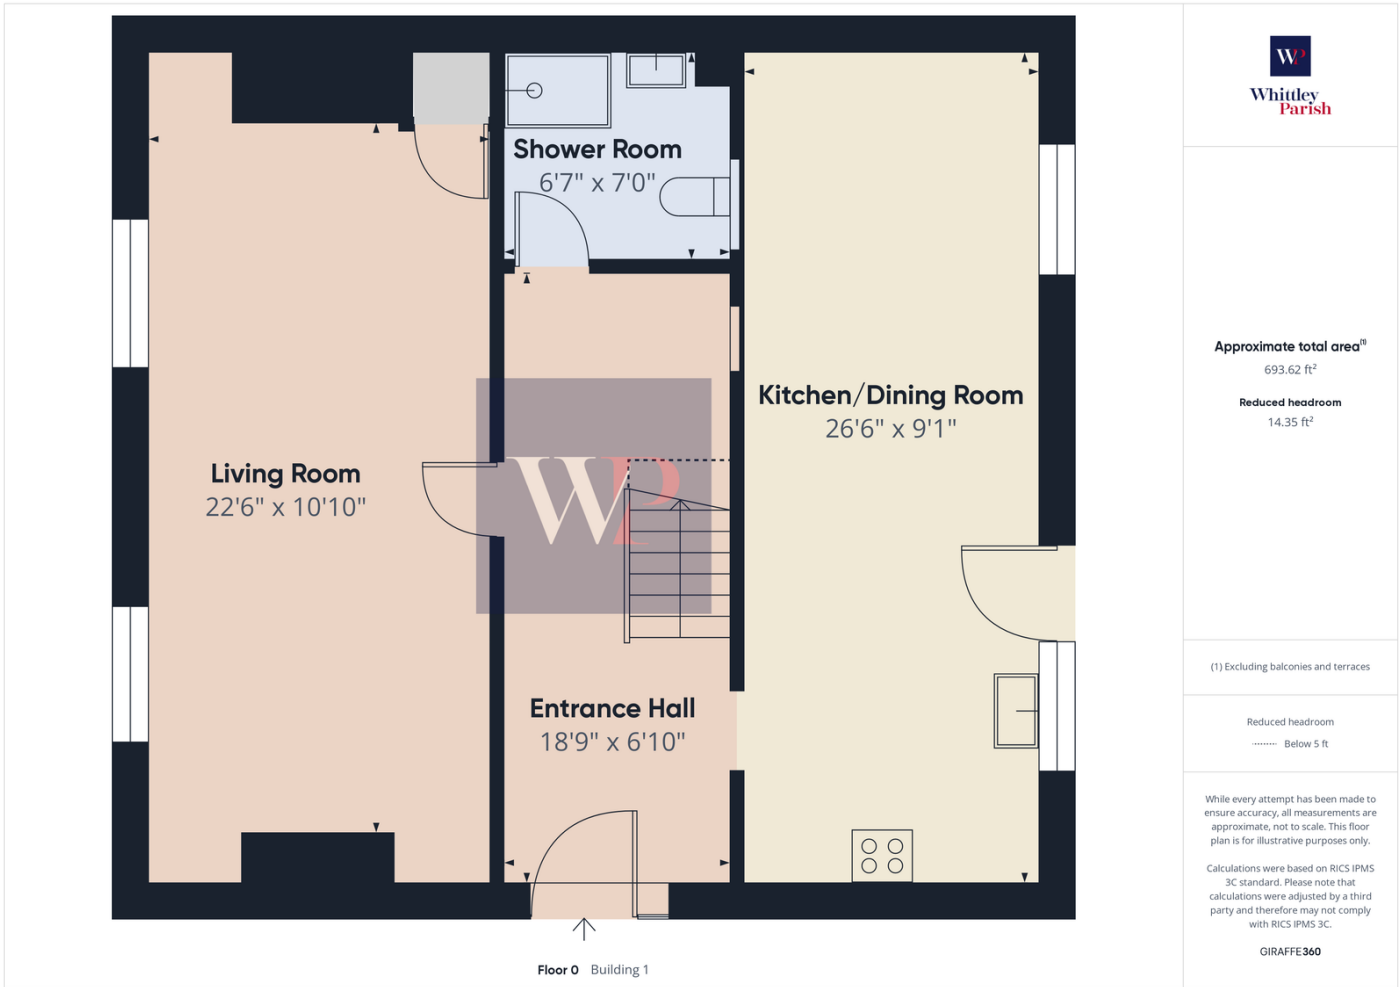 Shower Room
6'7" x 7'0"
Kitchen/Dining Room
26'6" x 9'1"
Living Room
22'6" x 10'10"
WP
Entrance Hall
18'9" x 6'10"
Floor 0 Building 1
WP
Whittley
Parish
Approximate total area(1)
693.62 ft²
Reduced headroom
14.35 ft²
(1) Excluding balconies and terraces
Reduced headroom
Below 5 ft
While every attempt has been made to
ensure accuracy, all measurements are
approximate, not to scale. This floor
plan is for illustrative purposes only.
Calculations were based on RICS IPMS
3C standard. Please note that
calculations were adjusted by a third
party and therefore may not comply
with RICS IPMS 3C.
GIRAFFE360